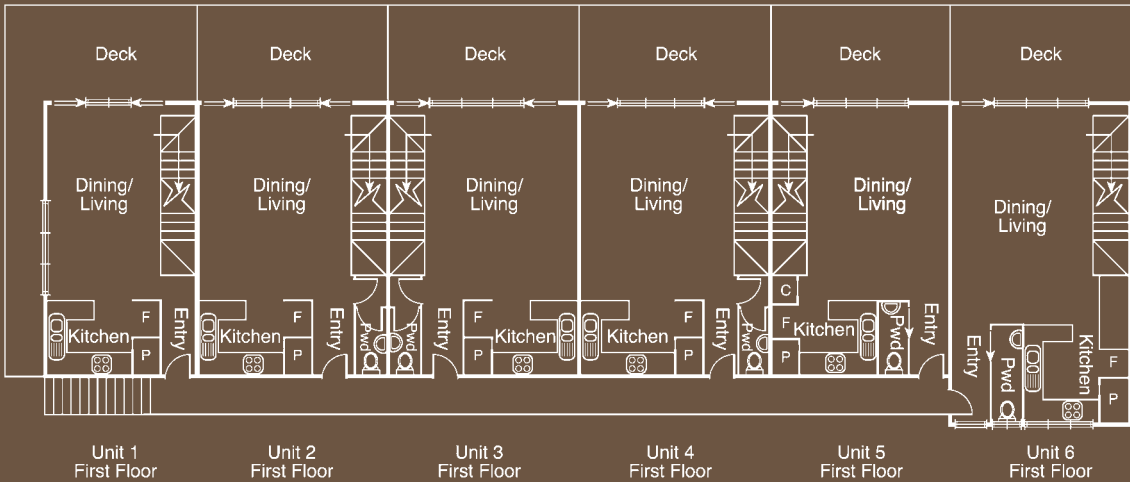 Deck
Deck
Deck
Deck
Deck
Deck
Dining/
Living
Dining/
Living
Dining/
Living
Dining/
Living
Dining/
Living
Dining/
Living
F
P
Kitchen
Entry
F
P
Kitchen
Entry
Pwd
Pwd
Entry
F
P
Kitchen
Kitchen
F
P
Entry
Pwd
C
F
P
Kitchen
Pwd
Entry
Entry
Pwd
Kitchen
F
P
Unit 1
First Floor
Unit 2
First Floor
Unit 3
First Floor
Unit 4
First Floor
Unit 5
First Floor
Unit 6
First Floor